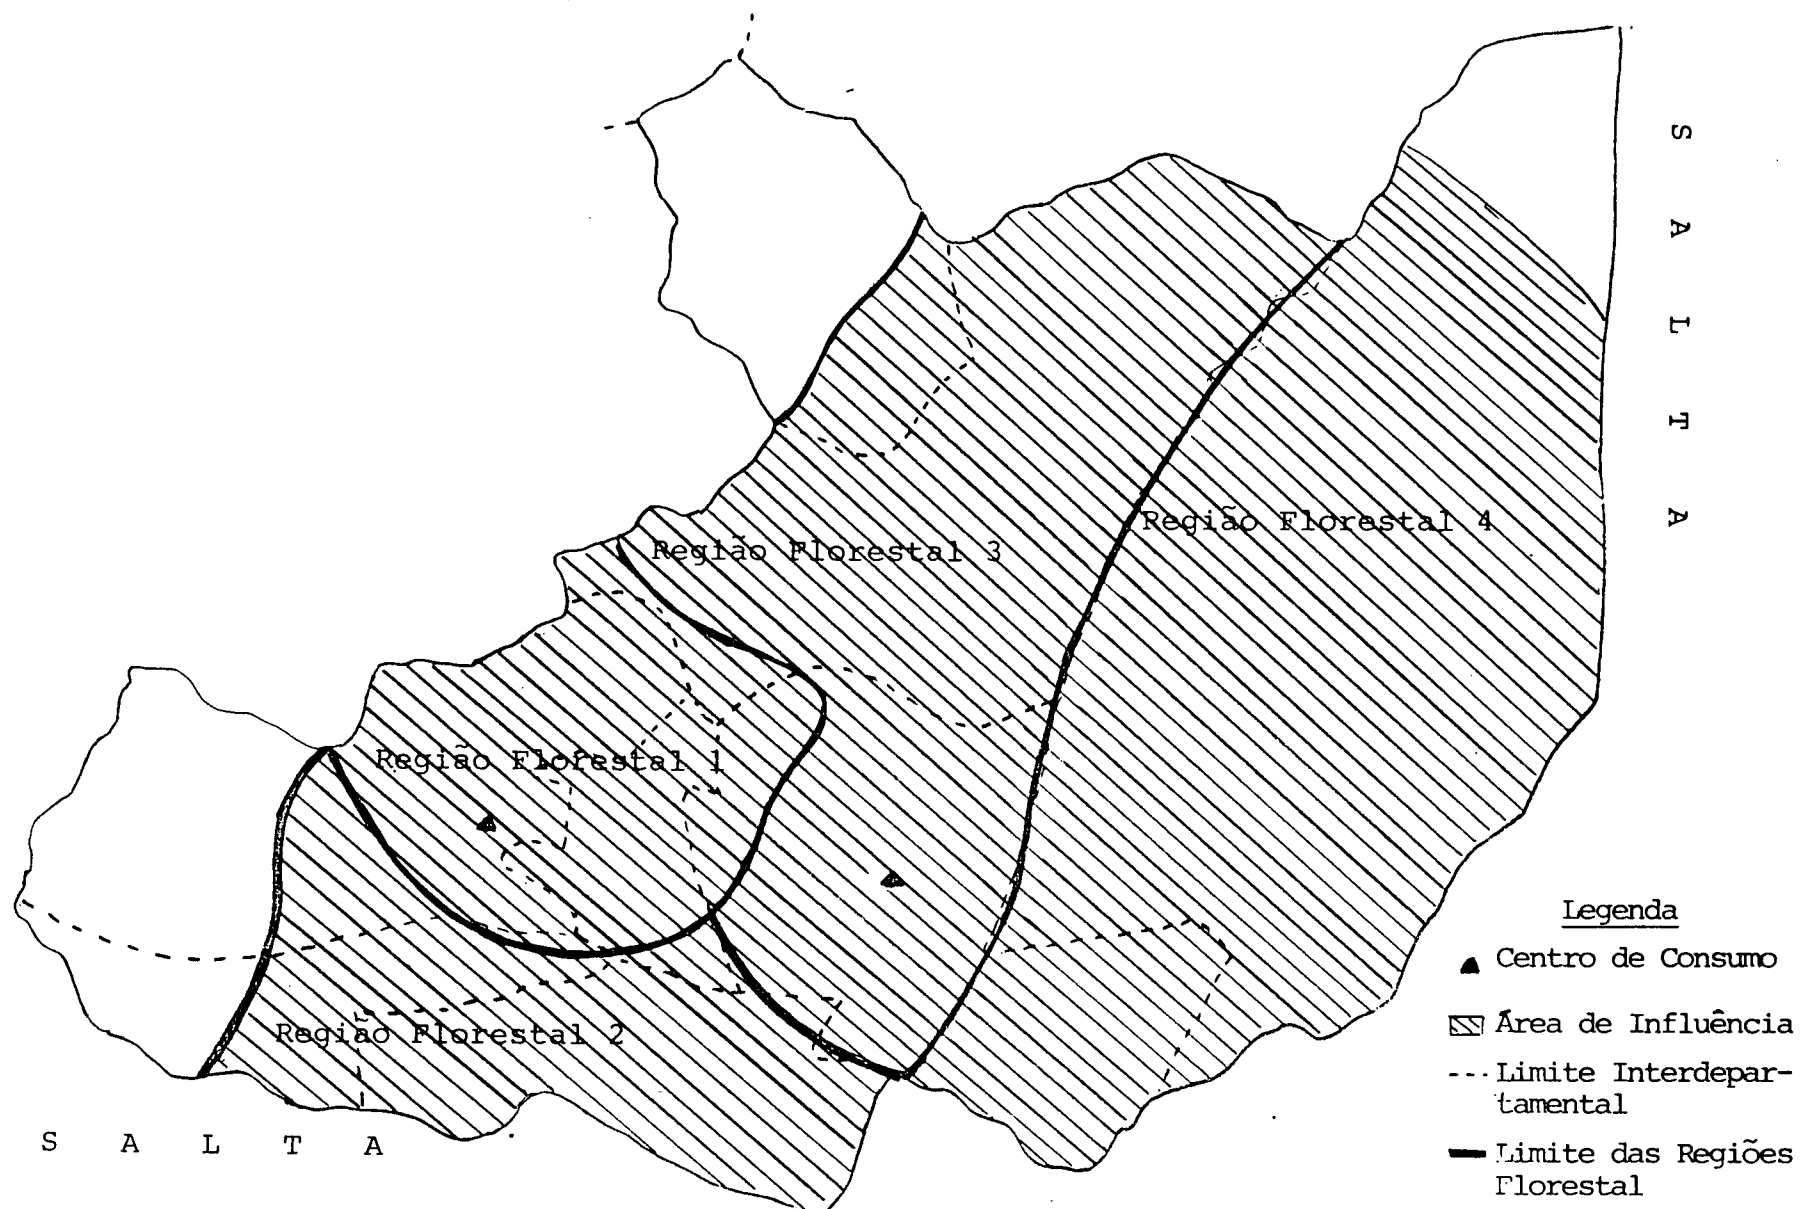 S
A
L
T
A
Região Florestal 4
Região Florestal 3
Região Florestal 1
Região Florestal 2
S A L T A
Legenda
Centro de Consumo
Área de Influência
Limite Interdepar-
tamental
Limite das Regiões
Florestal